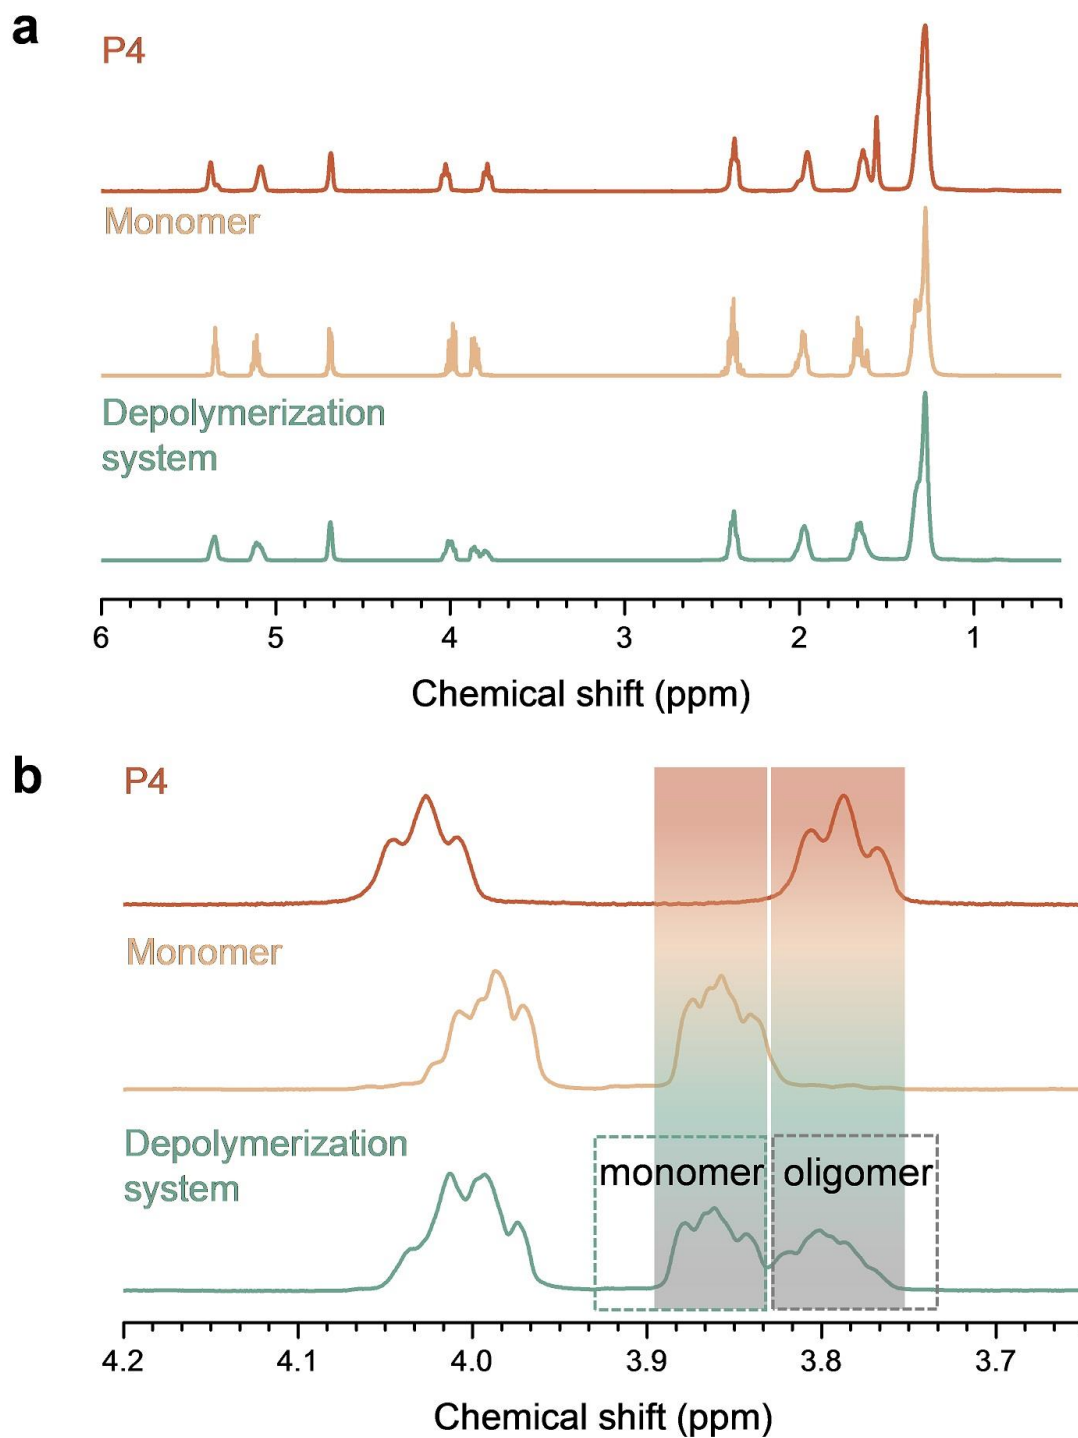 a
P4
Monomer
Depolymerization
system
6 5 4 3 2 1
Chemical shift (ppm)
b
P4
Monomer
Depolymerization
system
monomer oligomer
4.2 4.1 4.0 3.9 3.8 3.7
Chemical shift (ppm)